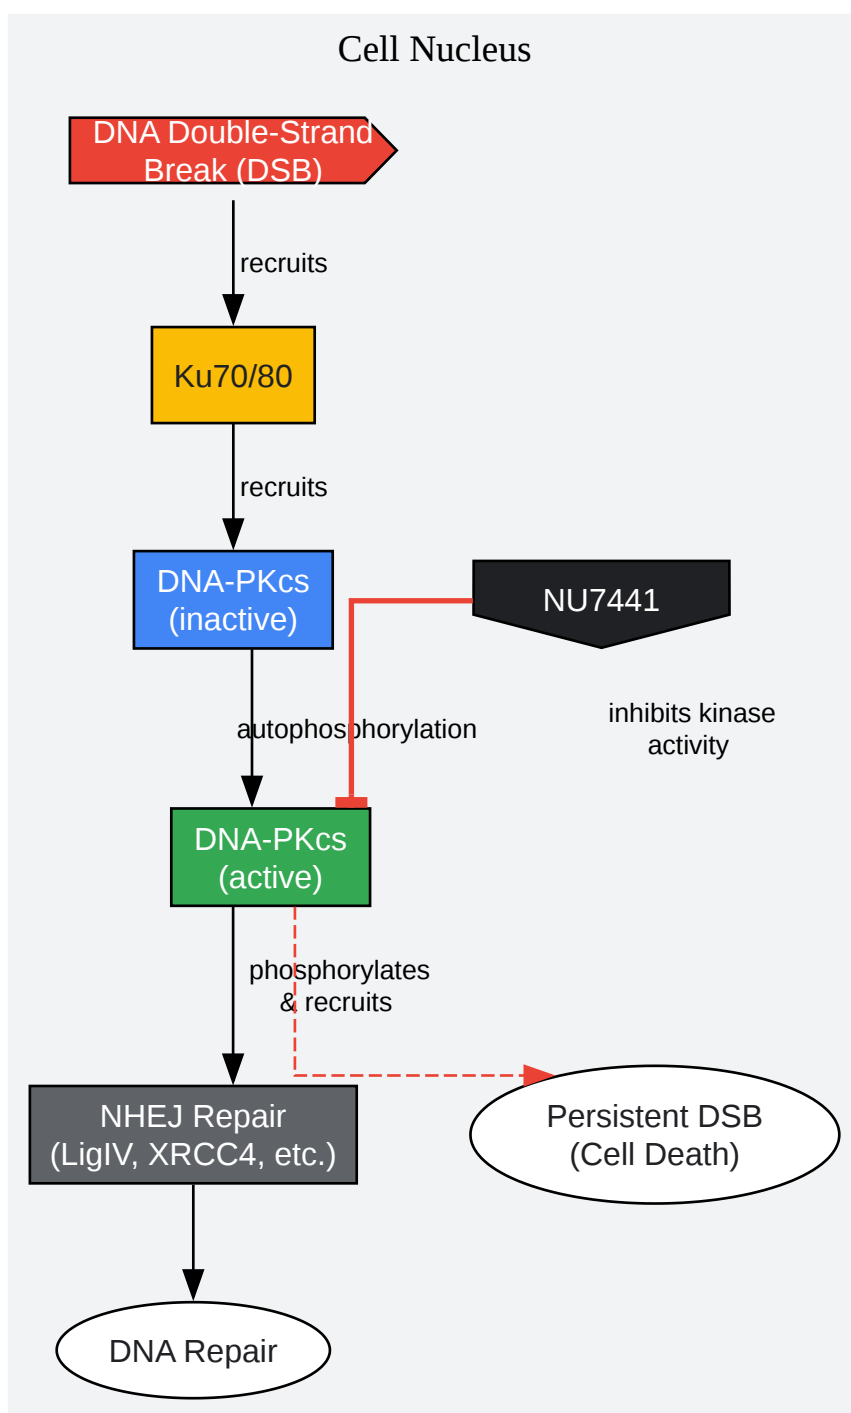 Cell Nucleus
DNA Double-Strand
Break (DSB)
recruits
Ku70/80
recruits
DNA-PKcs
(inactive)
NU7441
autophosphorylation
inhibits kinase
activity
DNA-PKcs
(active)
phosphorylates
& recruits
NHEJ Repair
(LigIV, XRCC4, etc.)
Persistent DSB
(Cell Death)
DNA Repair